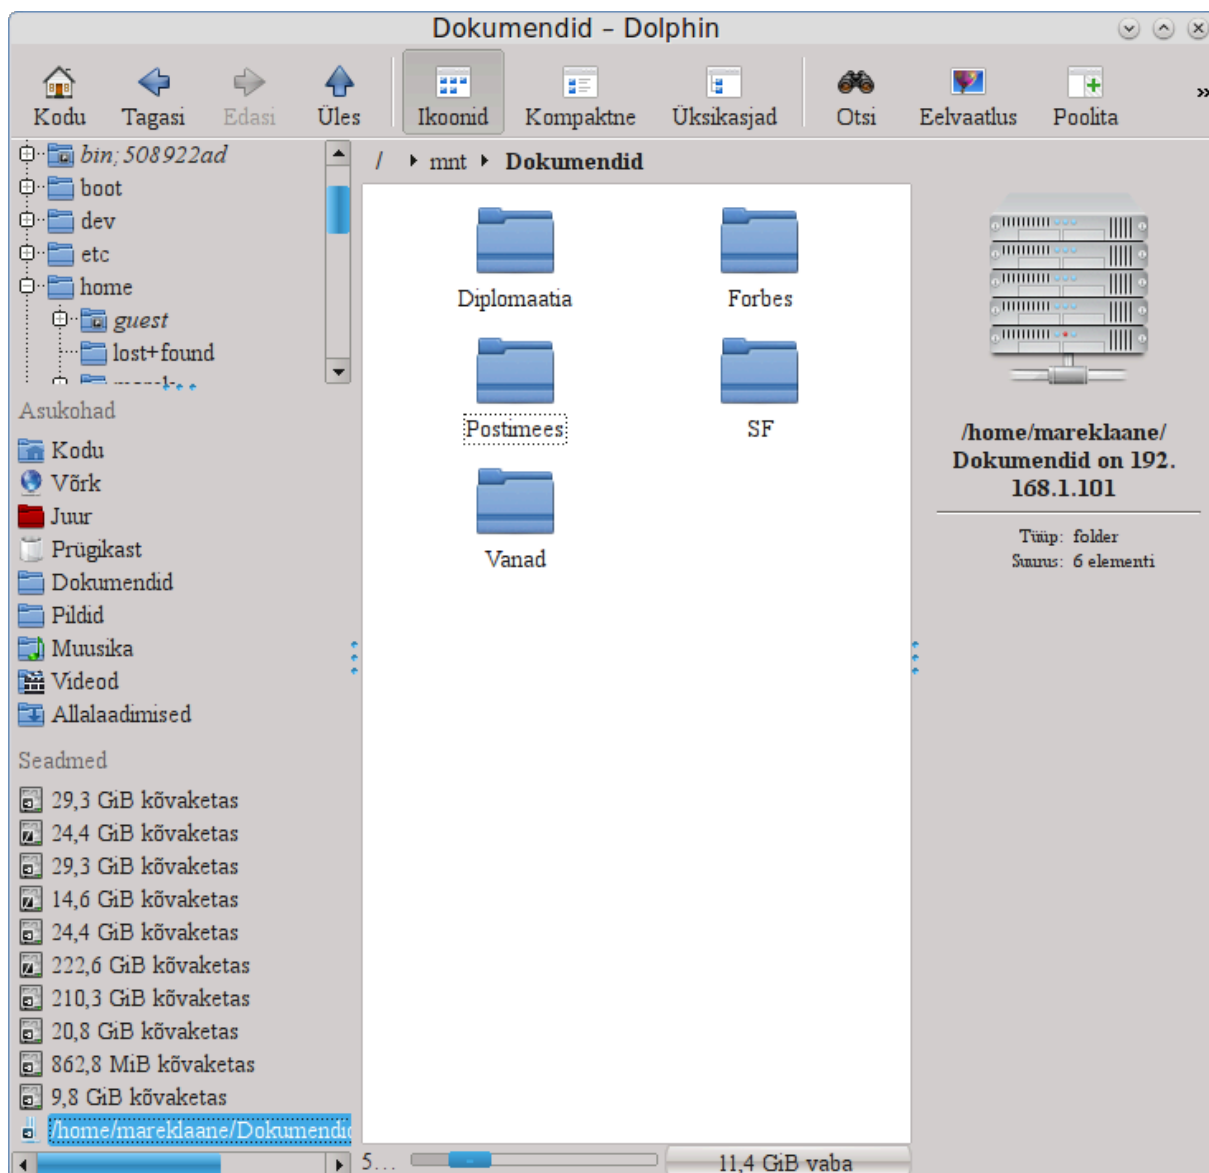 Dokumendid – Dolphin
Kodu Tagasi Edasi Üles Ikoonid Kompaktne Üksikasjad Otsi Eelvaatlus Poolita »
bin; 508922ad
boot
dev
etc
home
guest
lost+found
/ mnt Dokumendid
Diplomaatia Forbes
Postimees SF
Vanad
Asukohad
Kodu
Võrk
Juur
Prügikast
Dokumendid
Pildid
Muusika
Videod
Allalaadimised
Seadmed
29,3 GiB kõvaketas
24,4 GiB kõvaketas
29,3 GiB kõvaketas
14,6 GiB kõvaketas
24,4 GiB kõvaketas
222,6 GiB kõvaketas
210,3 GiB kõvaketas
20,8 GiB kõvaketas
862,8 MiB kõvaketas
9,8 GiB kõvaketas
/home/mareklaane/Dokumendid
/home/mareklaane/
Dokumendid on 192.
168.1.101
Tüüp: folder
Suurus: 6 elementi
5... 11,4 GiB vaba